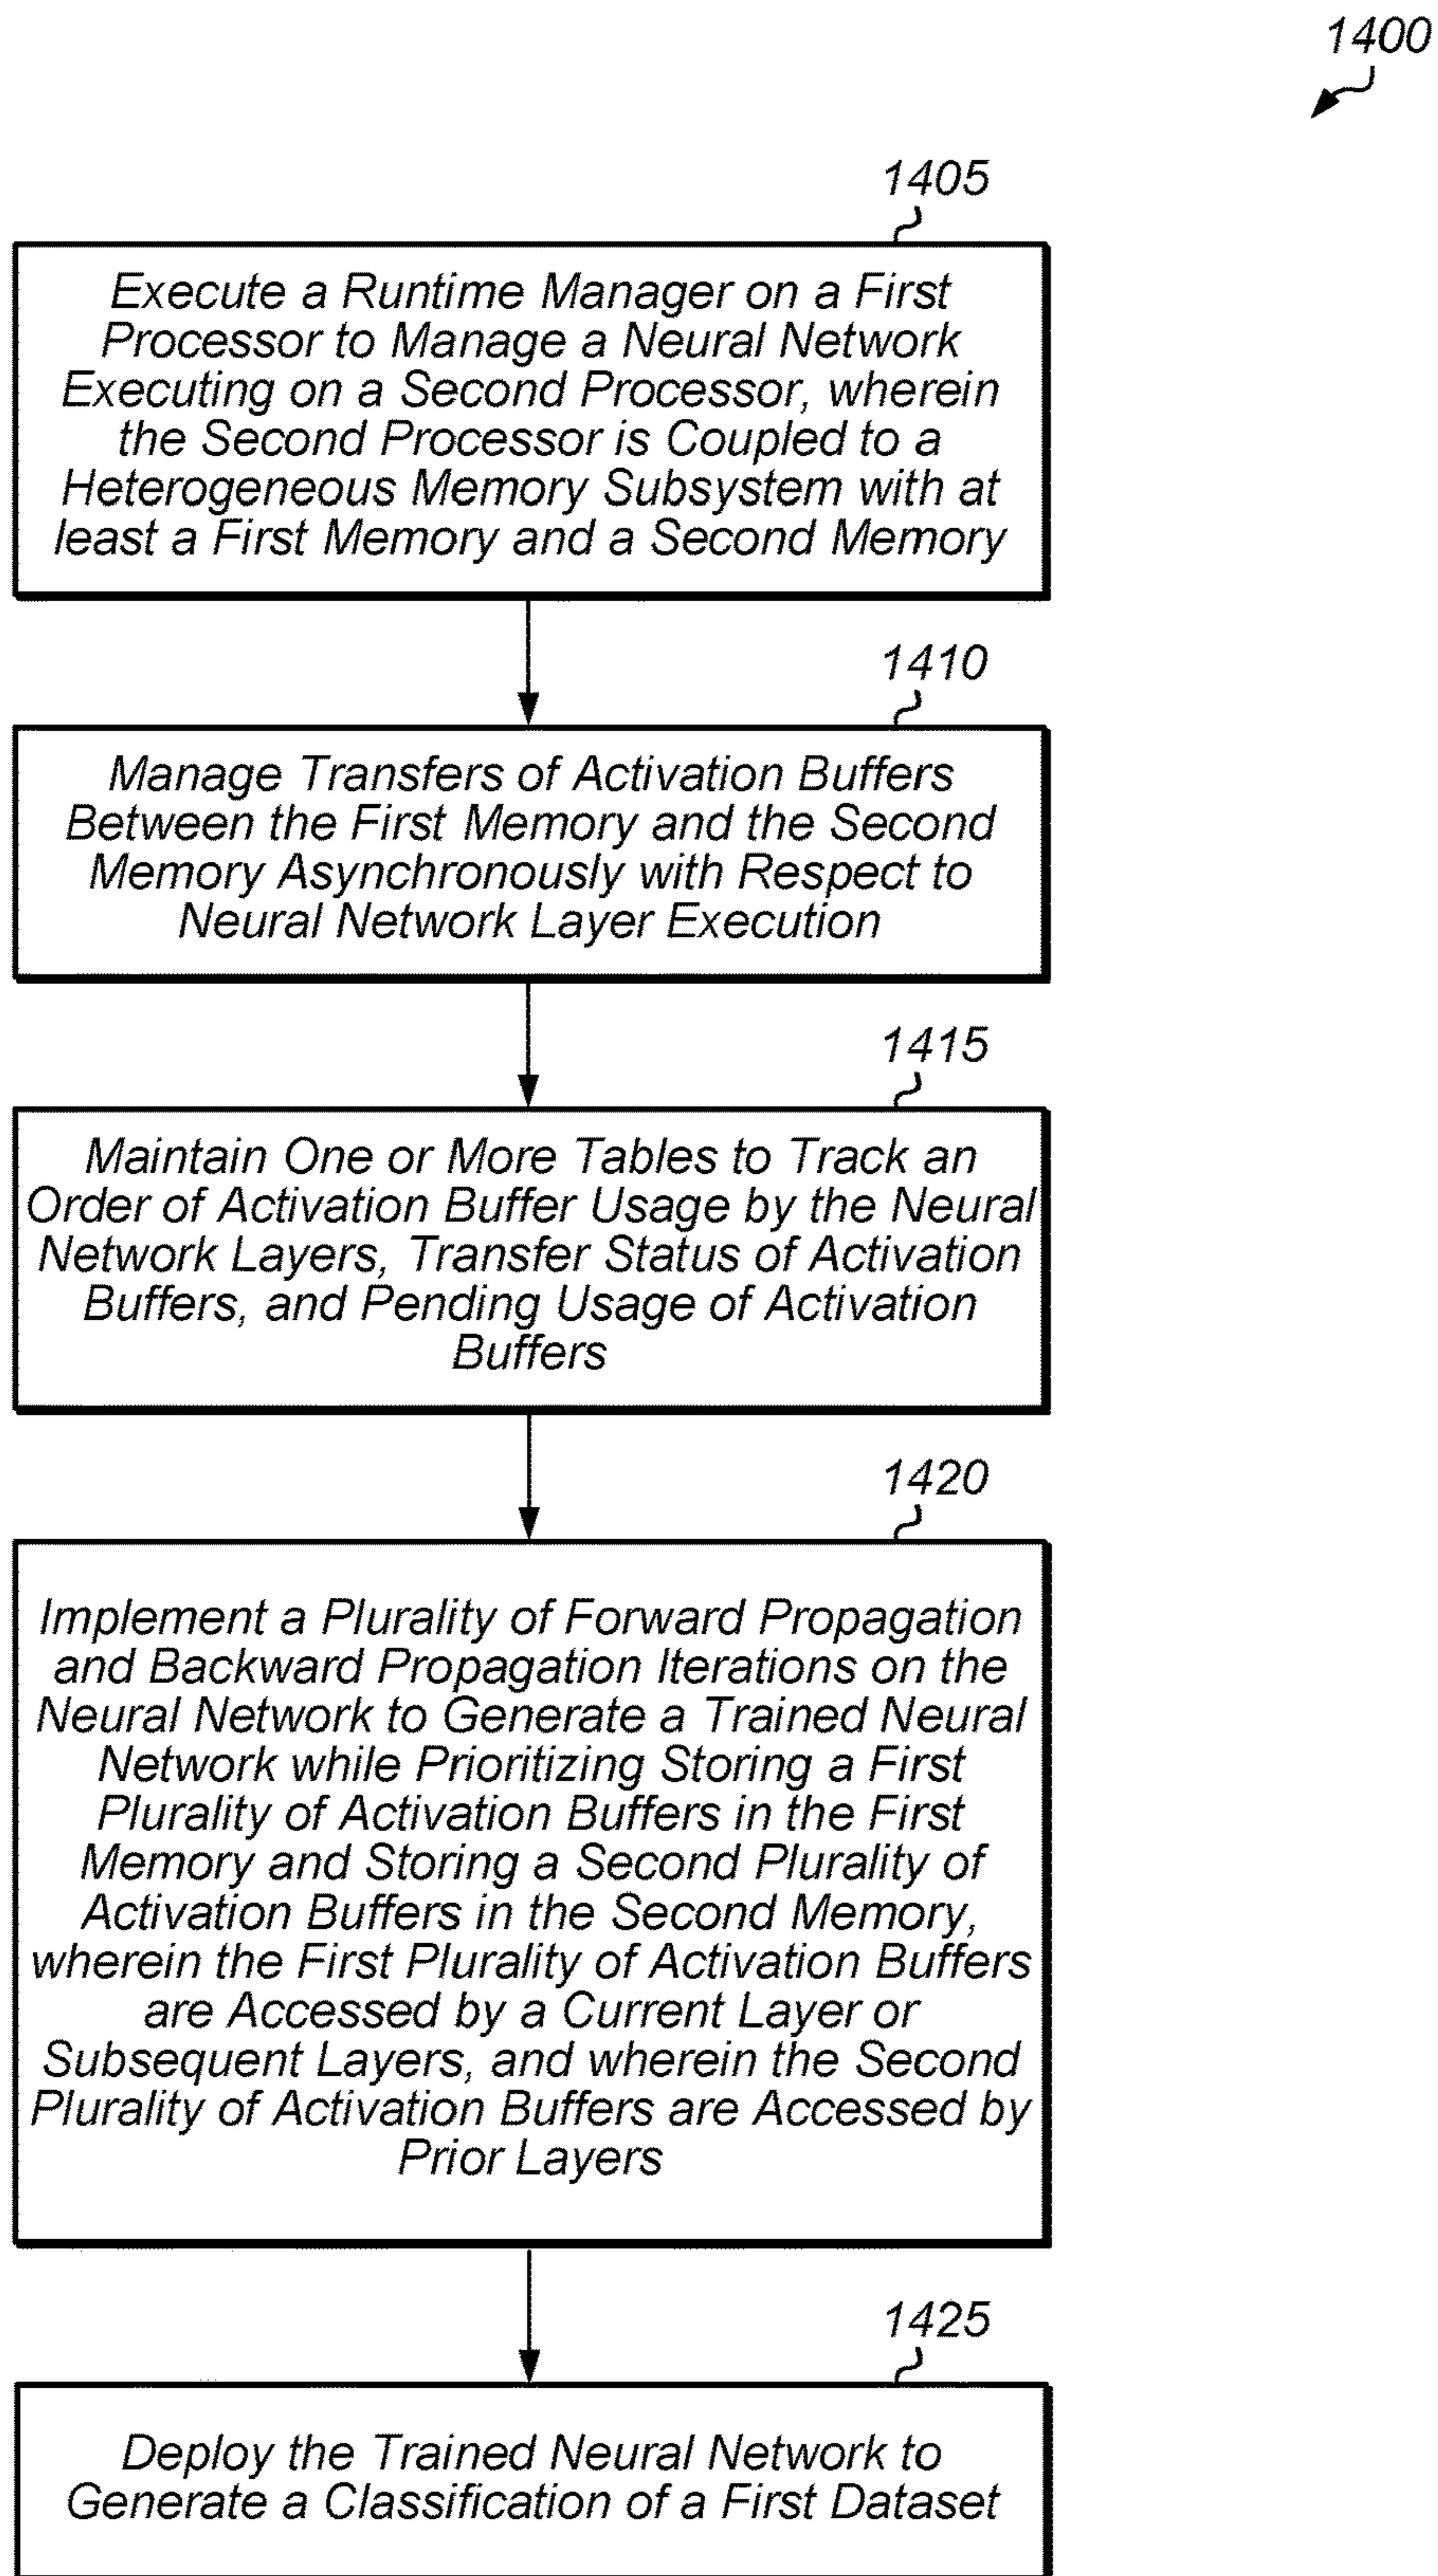 1400
1405
Execute a Runtime Manager on a First
Processor to Manage a Neural Network
Executing on a Second Processor, wherein
the Second Processor is Coupled to a
Heterogeneous Memory Subsystem with at
least a First Memory and a Second Memory
1410
Manage Transfers of Activation Buffers
Between the First Memory and the Second
Memory Asynchronously with Respect to
Neural Network Layer Execution
1415
Maintain One or More Tables to Track an
Order of Activation Buffer Usage by the Neural
Network Layers, Transfer Status of Activation
Buffers, and Pending Usage of Activation
Buffers
1420
Implement a Plurality of Forward Propagation
and Backward Propagation Iterations on the
Neural Network to Generate a Trained Neural
Network while Prioritizing Storing a First
Plurality of Activation Buffers in the First
Memory and Storing a Second Plurality of
Activation Buffers in the Second Memory,
wherein the First Plurality of Activation Buffers
are Accessed by a Current Layer or
Subsequent Layers, and wherein the Second
Plurality of Activation Buffers are Accessed by
Prior Layers
1425
Deploy the Trained Neural Network to
Generate a Classification of a First Dataset